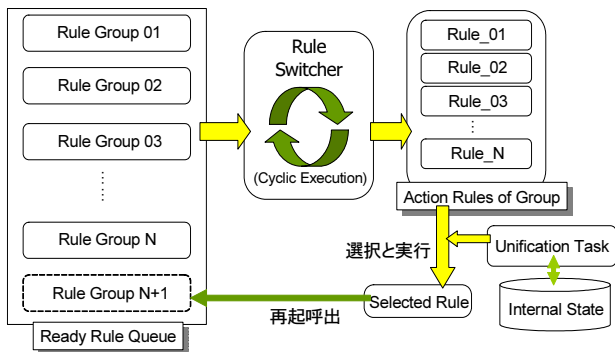 Rule Group 01
Rule Group 02
Rule Group 03
Rule Group N
Rule Group N+1
Ready Rule Queue
Rule
Switcher
(Cyclic Execution)
Rule_01
Rule_02
Rule_03
Rule_N
Action Rules of Group
選択と実行
Unification Task
Internal State
Selected Rule
再起呼出